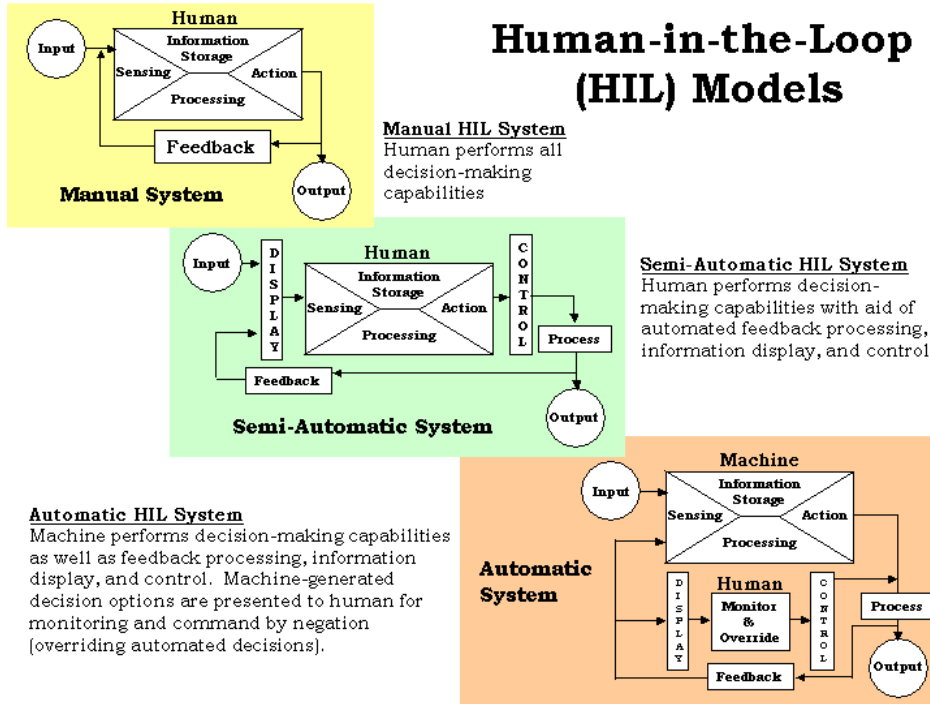 Human-in-the-Loop
(HIL) Models
Human
Input
Information
Storage
Sensing
Action
Processing
Feedback
Output
Manual System
Manual HIL System
Human performs all
decision-making
capabilities
Input
DISPLAY
Human
Information
Storage
Sensing
Action
Processing
CONTROL
Process
Feedback
Output
Semi-Automatic System
Semi-Automatic HIL System
Human performs decision-
making capabilities with aid of
automated feedback processing,
information display, and control
Automatic HIL System
Machine performs decision-making capabilities
as well as feedback processing, information
display, and control. Machine-generated
decision options are presented to human for
monitoring and command by negation
(overriding automated decisions).
Machine
Input
Information
Storage
Sensing
Action
Processing
Automatic
System
DISPLAY
Human
Monitor
&
Override
CONTROL
Process
Feedback
Output